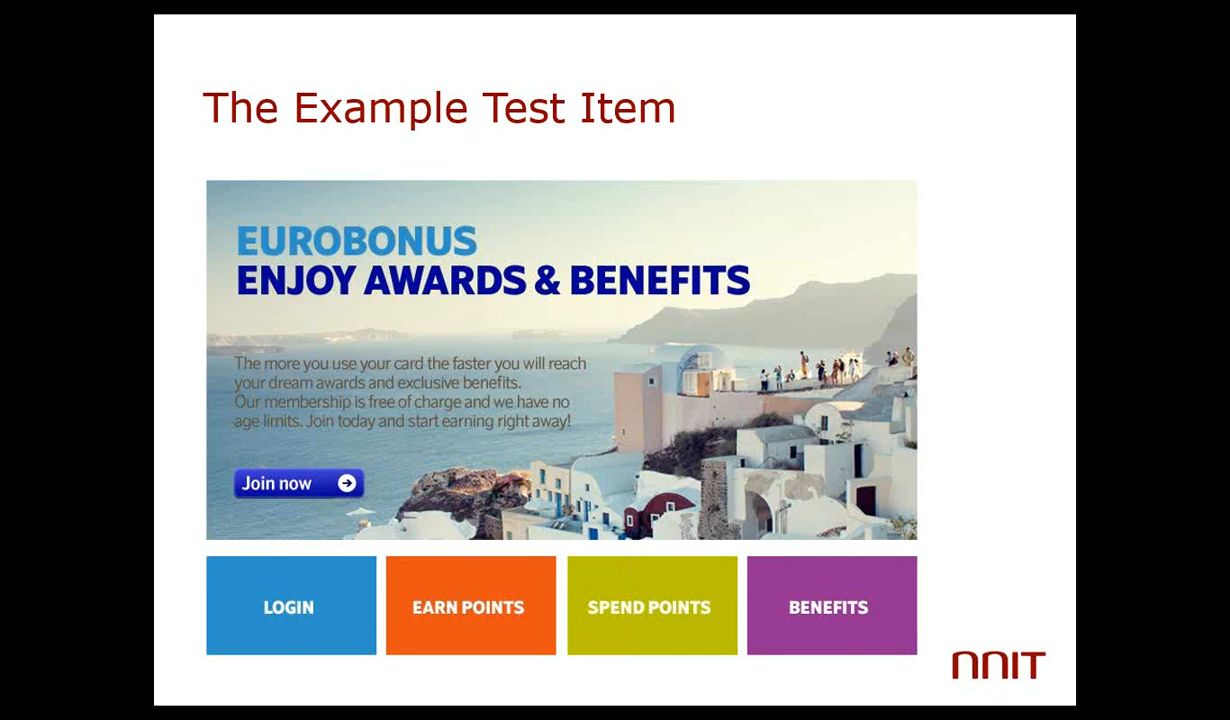 The Example Test Item
EUROBONUS
ENJOY AWARDS & BENEFITS
The more you use your card the faster you will reach
your dream awards and exclusive benefits.
Our membership is free of charge and we have no
age limits. Join today and start earning right away!
Join now
LOGIN
EARN POINTS
SPEND POINTS
BENEFITS
NNIT